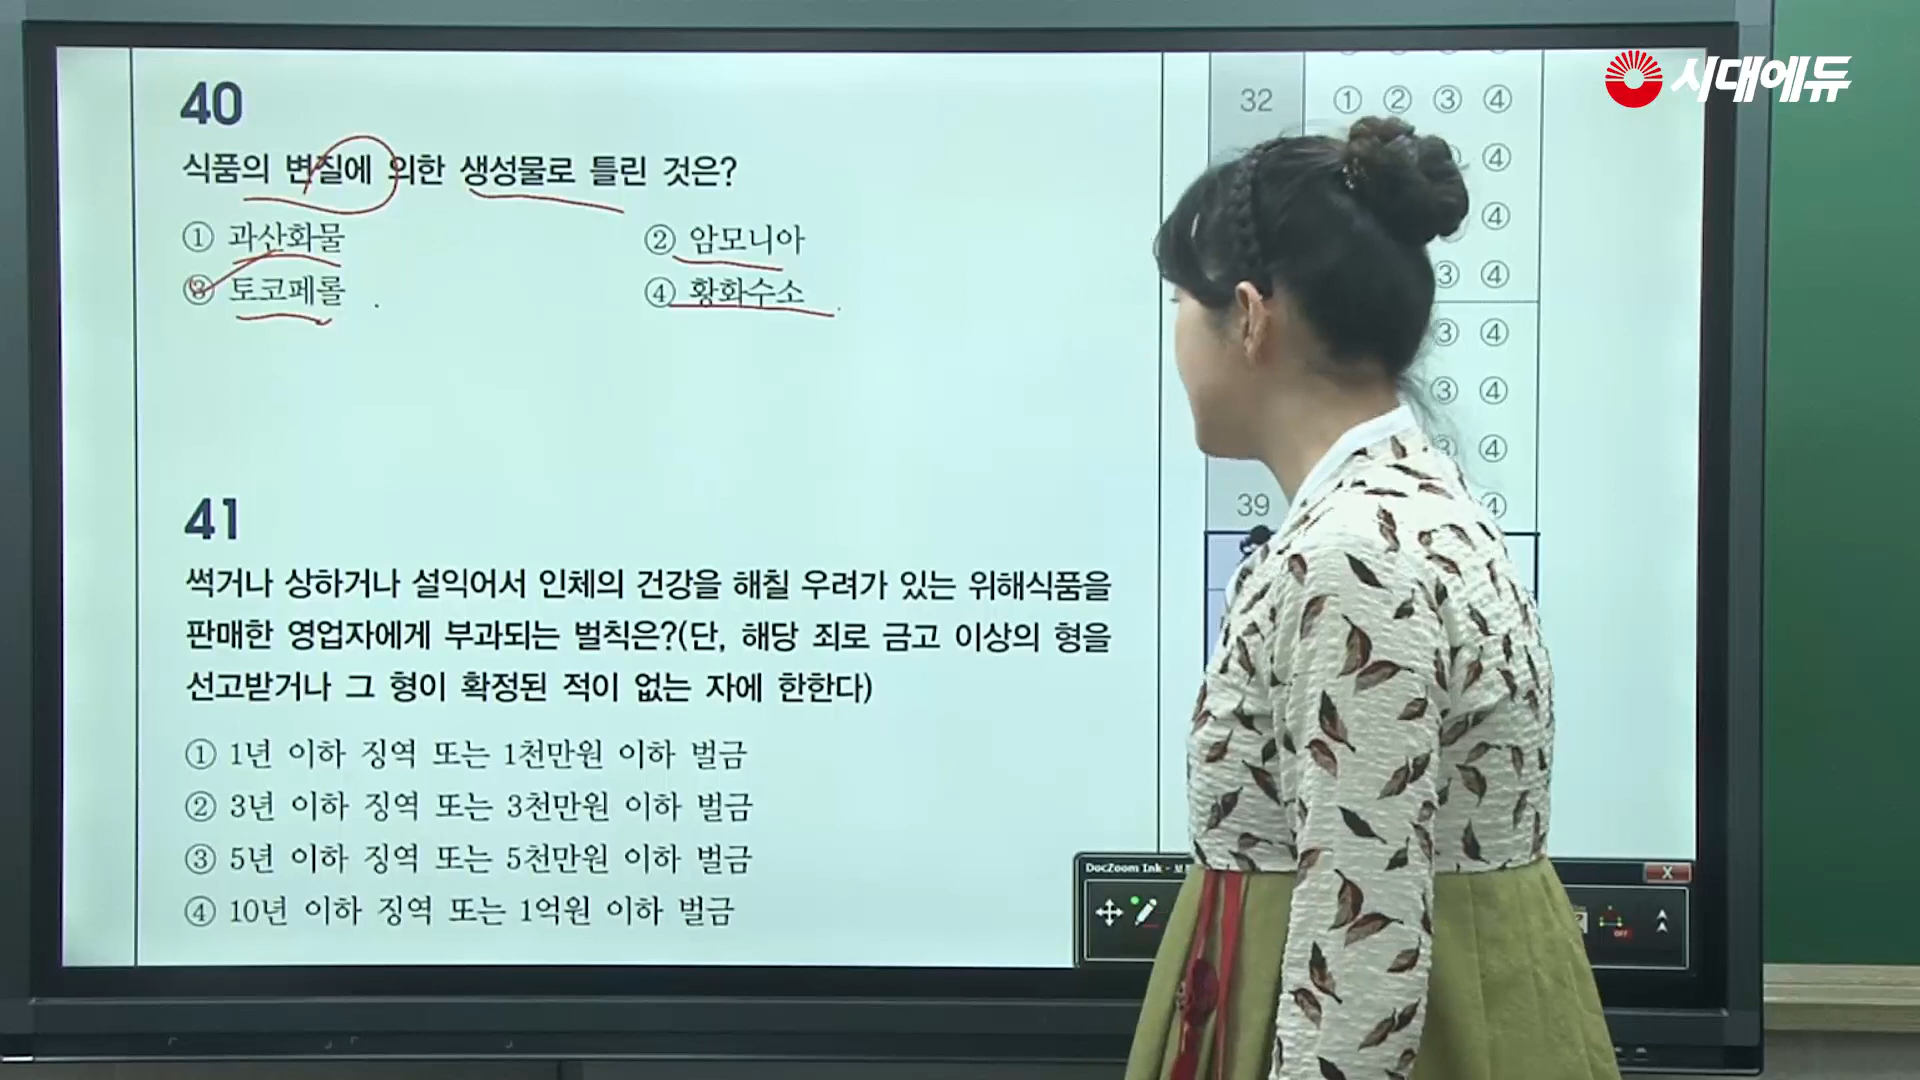 시대에듀
40
식품의 변질에 의한 생성물로 틀린 것은?
① 과산화물
② 암모니아
③ 토코페롤
④ 황화수소
41
썩거나 상하거나 설익어서 인체의 건강을 해칠 우려가 있는 위해식품을
판매한 영업자에게 부과되는 벌칙은?(단, 해당 죄로 금고 이상의 형을
선고받거나 그 형이 확정된 적이 없는 자에 한한다)
① 1년 이하 징역 또는 1천만원 이하 벌금
② 3년 이하 징역 또는 3천만원 이하 벌금
③ 5년 이하 징역 또는 5천만원 이하 벌금
④ 10년 이하 징역 또는 1억원 이하 벌금
32 ① ② ③ ④
④
④
③ ④
③ ④
③ ④
③ ④
39 ④
DocZoom Ink -
X
OFF